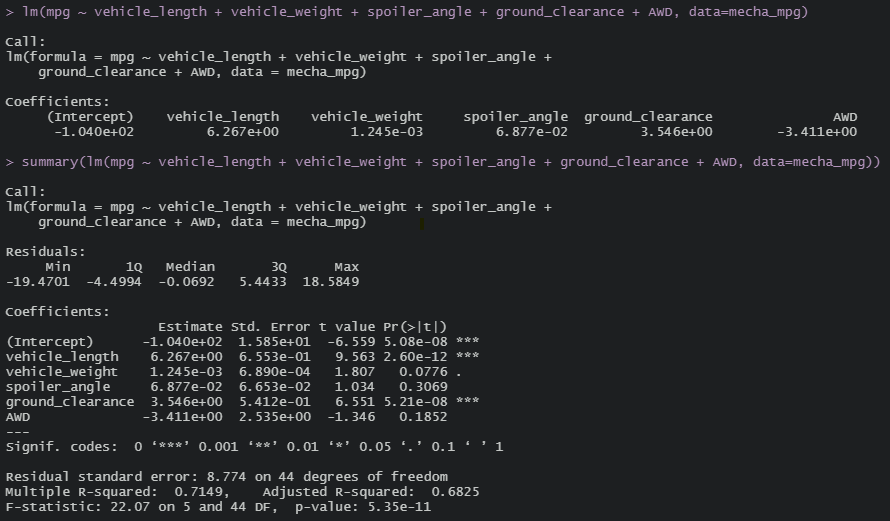 > lm(mpg ~ vehicle_length + vehicle_weight + spoiler_angle + ground_clearance + AWD, data=mecha_mpg)
Call:
lm(formula = mpg ~ vehicle_length + vehicle_weight + spoiler_angle +
    ground_clearance + AWD, data = mecha_mpg)
Coefficients:
     (Intercept)    vehicle_length    vehicle_weight     spoiler_angle  ground_clearance               AWD
      -1.040e+02         6.267e+00         1.245e-03         6.877e-02         3.546e+00        -3.411e+00
> summary(lm(mpg ~ vehicle_length + vehicle_weight + spoiler_angle + ground_clearance + AWD, data=mecha_mpg))
Call:
lm(formula = mpg ~ vehicle_length + vehicle_weight + spoiler_angle +
    ground_clearance + AWD, data = mecha_mpg)
Residuals:
     Min       1Q   Median       3Q      Max
-19.4701  -4.4994  -0.0692   5.4433  18.5849
Coefficients:
                   Estimate Std. Error t value Pr(>|t|)
(Intercept)      -1.040e+02  1.585e+01  -6.559 5.08e-08 ***
vehicle_length    6.267e+00  6.553e-01   9.563 2.60e-12 ***
vehicle_weight    1.245e-03  6.890e-04   1.807   0.0776 .
spoiler_angle     6.877e-02  6.653e-02   1.034   0.3069
ground_clearance  3.546e+00  5.412e-01   6.551 5.21e-08 ***
AWD              -3.411e+00  2.535e+00  -1.346   0.1852
---
Signif. codes:  0 ‘***’ 0.001 ‘**’ 0.01 ‘*’ 0.05 ‘.’ 0.1 ‘ ’ 1
Residual standard error: 8.774 on 44 degrees of freedom
Multiple R-squared:  0.7149,    Adjusted R-squared:  0.6825
F-statistic: 22.07 on 5 and 44 DF,  p-value: 5.35e-11